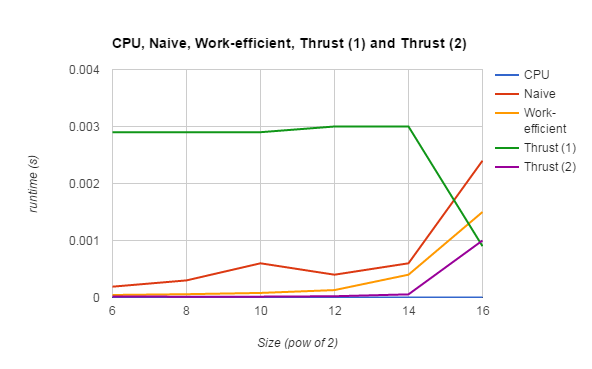 CPU, Naive, Work-efficient, Thrust (1) and Thrust (2)
0.004
0.003
0.002
0.001
0
runtime (s)
6 8 10 12 14 16
Size (pow of 2)
CPU
Naive
Work-
efficient
Thrust (1)
Thrust (2)